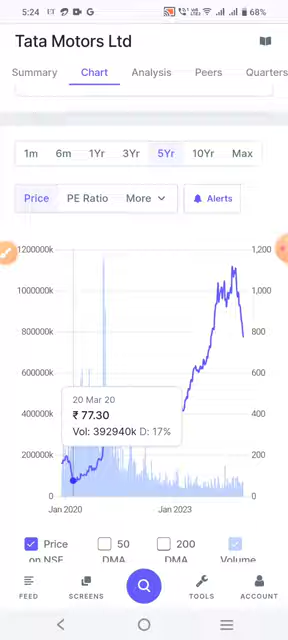 5:24
68%
Tata Motors Ltd
Summary Chart Analysis Peers Quarters
1m 6m 1Yr 3Yr 5Yr 10Yr Max
Price PE Ratio More Alerts
1200000k 1,200
1000000k 1,000
800000k 800
600000k 600
400000k 400
200000k 200
0 0
20 Mar 20
₹ 77.30
Vol: 392940k D: 17%
Jan 2020 Jan 2023
Price on NSE
50 DMA
200 DMA
Volume
FEED SCREENS TOOLS ACCOUNT